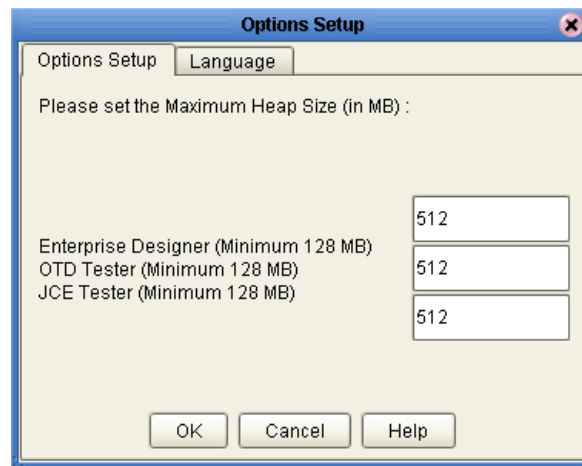 Options Setup
Options Setup
Language
Please set the Maximum Heap Size (in MB) :
512
Enterprise Designer (Minimum 128 MB)
512
OTD Tester (Minimum 128 MB)
JCE Tester (Minimum 128 MB)
512
OK
Cancel
Help